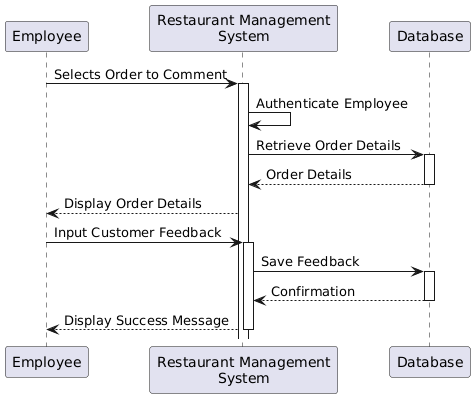 Employee
Restaurant Management
System
Database
Selects Order to Comment
Authenticate Employee
Retrieve Order Details
Order Details
Display Order Details
Input Customer Feedback
Save Feedback
Confirmation
Display Success Message
Employee
Restaurant Management
System
Database